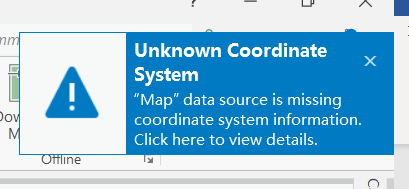 ?
Unknown Coordinate
System
“Map” data source is missing
coordinate system information.
Click here to view details.
Offline